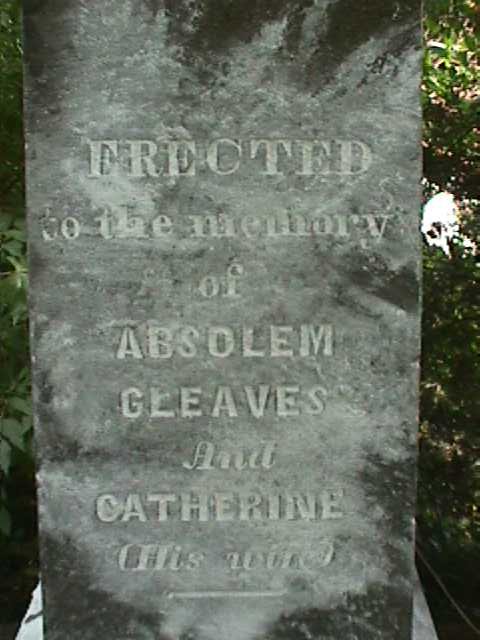 ERECTED
to the memory
of
ABSOLEM
GLEAVES
And
CATHERINE
(His wife)